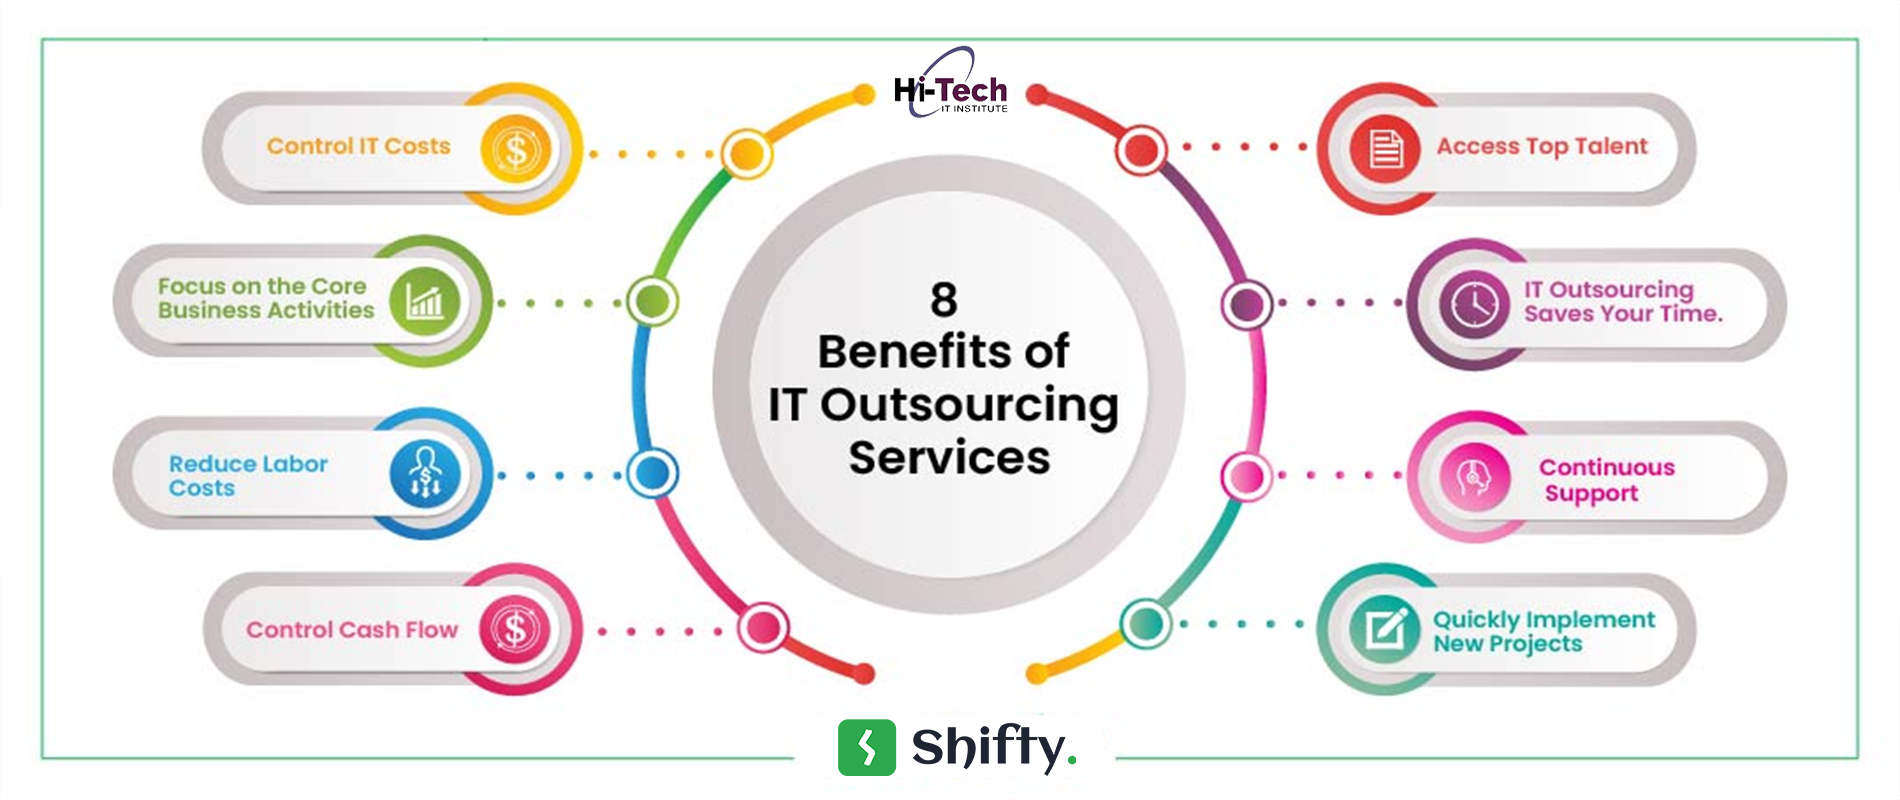 Hi-Tech
IT INSTITUTE
Control IT Costs
Focus on the Core
Business Activities
Reduce Labor
Costs
Control Cash Flow
8
Benefits of
IT Outsourcing
Services
Access Top Talent
IT Outsourcing
Saves Your Time.
Continuous
Support
Quickly Implement
New Projects
Shifty.